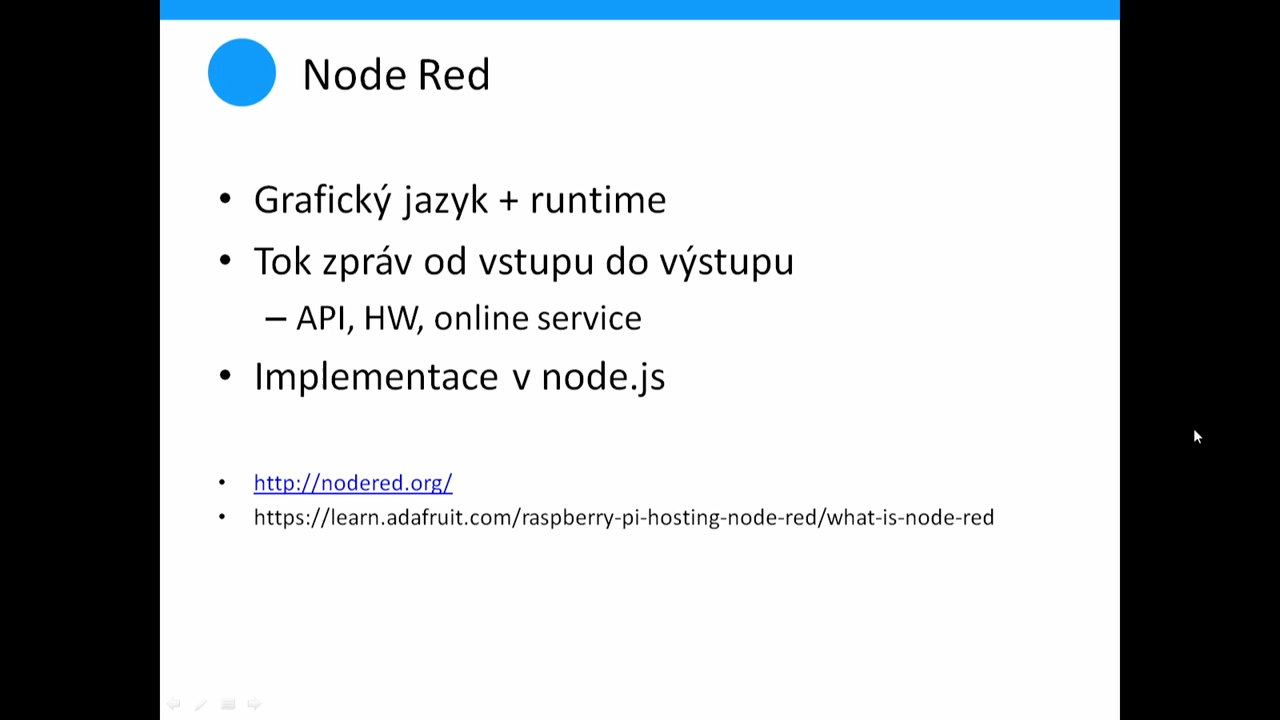 Node Red
• Grafický jazyk + runtime
• Tok zpráv od vstupu do výstupu
– API, HW, online service
• Implementace v node.js
• http://nodered.org/
• https://learn.adafruit.com/raspberry-pi-hosting-node-red/what-is-node-red